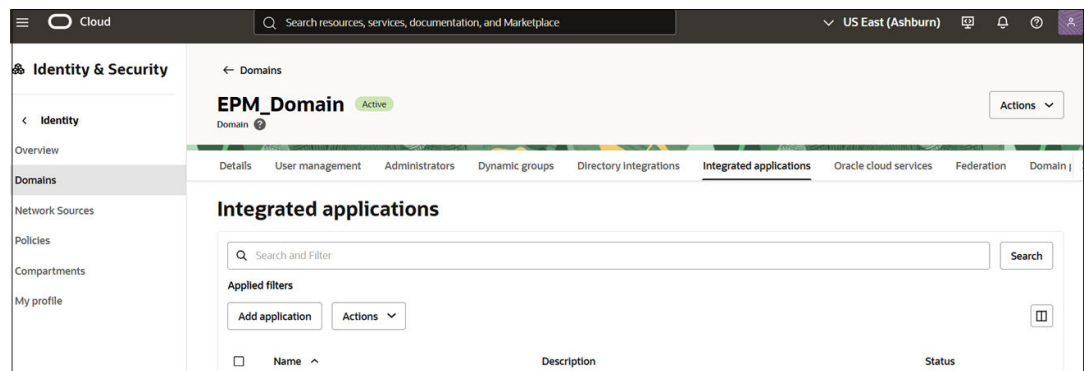 Cloud
Search resources, services, documentation, and Marketplace
US East (Ashburn)
Identity & Security
Identity
Overview
Domains
Network Sources
Policies
Compartments
My profile
← Domains
EPM_Domain Active
Domain
Actions
Details User management Administrators Dynamic groups Directory integrations Integrated applications Oracle cloud services Federation Domain
Integrated applications
Search and Filter
Search
Applied filters
Add application Actions
Name Description Status